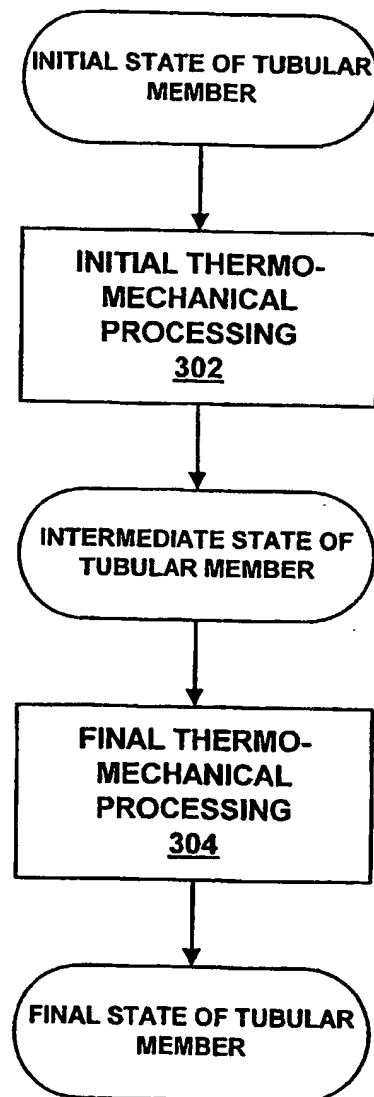 INITIAL STATE OF TUBULAR
MEMBER
INITIAL THERMO-
MECHANICAL
PROCESSING
302
INTERMEDIATE STATE OF
TUBULAR MEMBER
FINAL THERMO-
MECHANICAL
PROCESSING
304
FINAL STATE OF TUBULAR
MEMBER